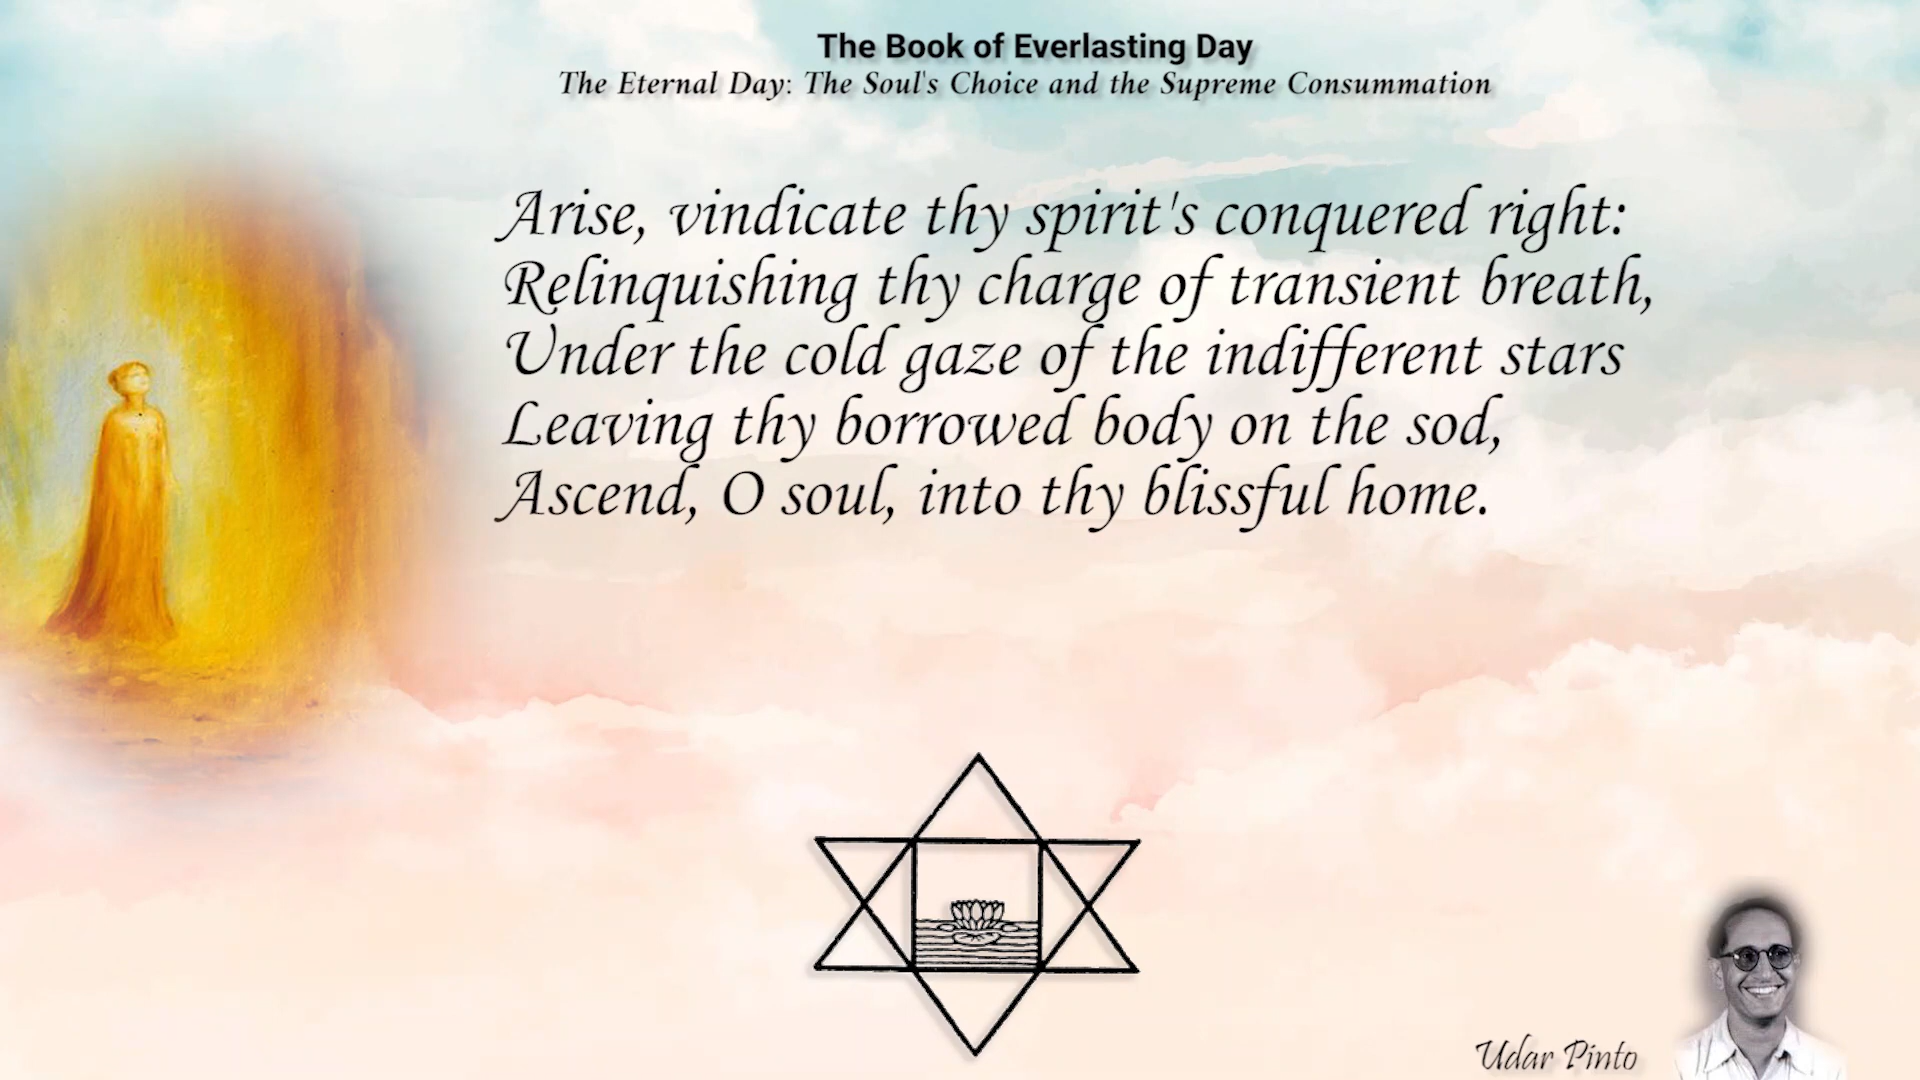 The Book of Everlasting Day
The Eternal Day: The Soul's Choice and the Supreme Consummation
Arise, vindicate thy spirit's conquered right:
Relinquishing thy charge of transient breath,
Under the cold gaze of the indifferent stars
Leaving thy borrowed body on the sod,
Ascend, O soul, into thy blissful home.
Udar Pinto